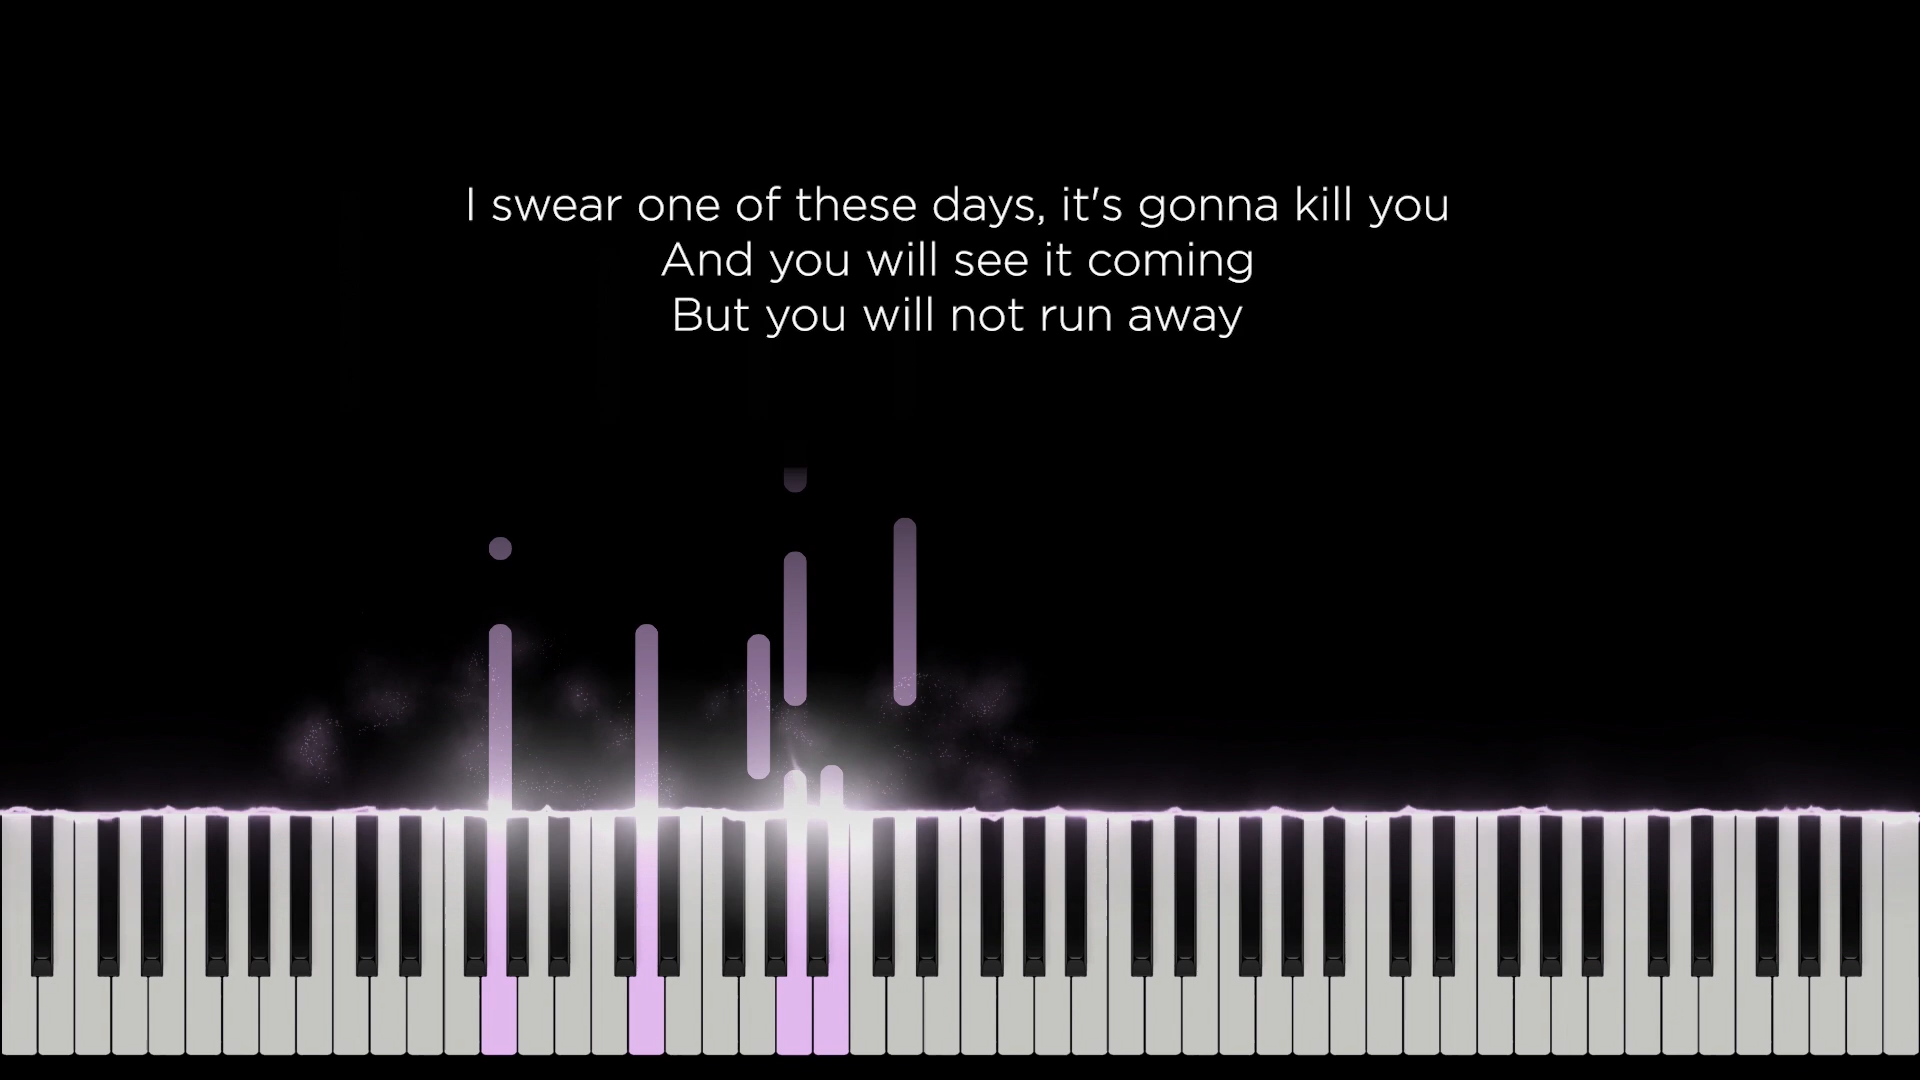 I swear one of these days, it's gonna kill you
And you will see it coming
But you will not run away